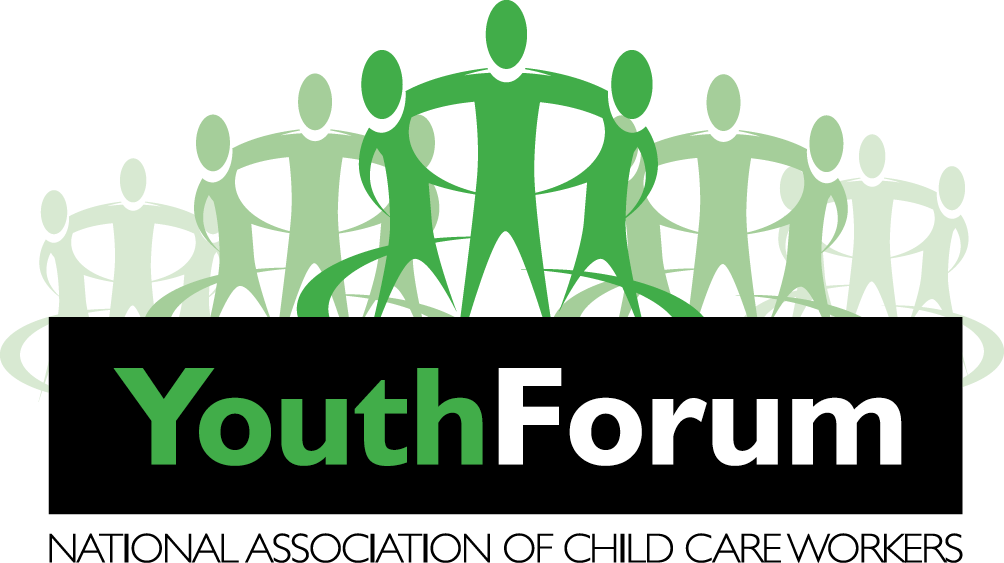 YouthForum
NATIONAL ASSOCIATION OF CHILD CARE WORKERS